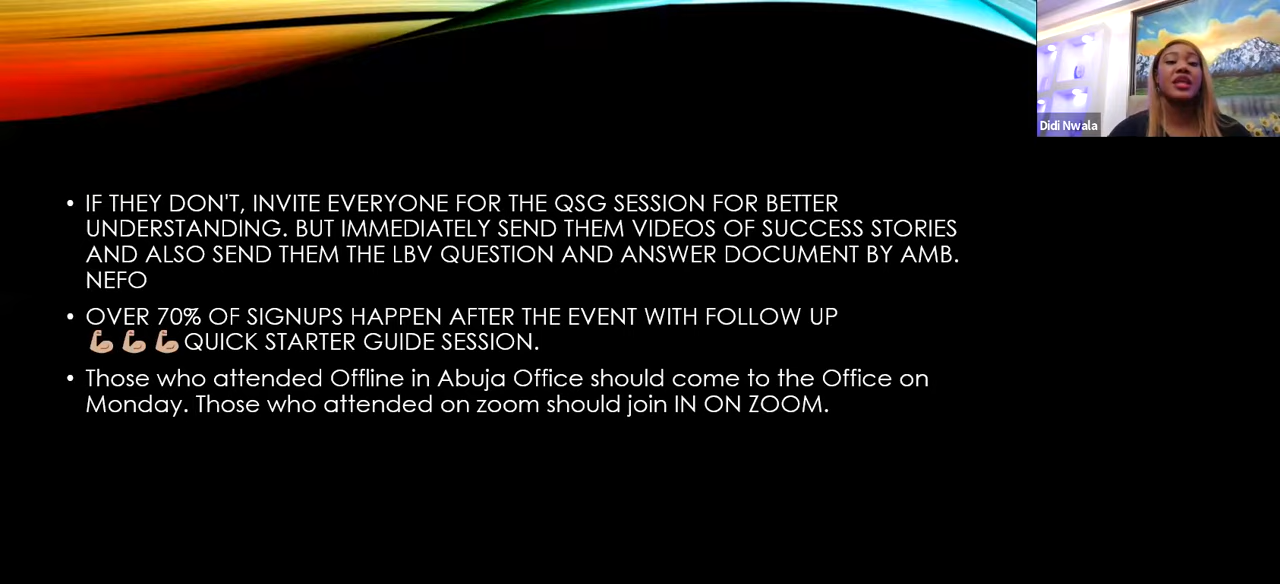 Didi Nwala
• IF THEY DON'T, INVITE EVERYONE FOR THE QSG SESSION FOR BETTER
UNDERSTANDING. BUT IMMEDIATELY SEND THEM VIDEOS OF SUCCESS STORIES
AND ALSO SEND THEM THE LBV QUESTION AND ANSWER DOCUMENT BY AMB.
NEFO
• OVER 70% OF SIGNUPS HAPPEN AFTER THE EVENT WITH FOLLOW UP
💪🏼💪🏼💪🏼QUICK STARTER GUIDE SESSION.
• Those who attended Offline in Abuja Office should come to the Office on
Monday. Those who attended on zoom should join IN ON ZOOM.